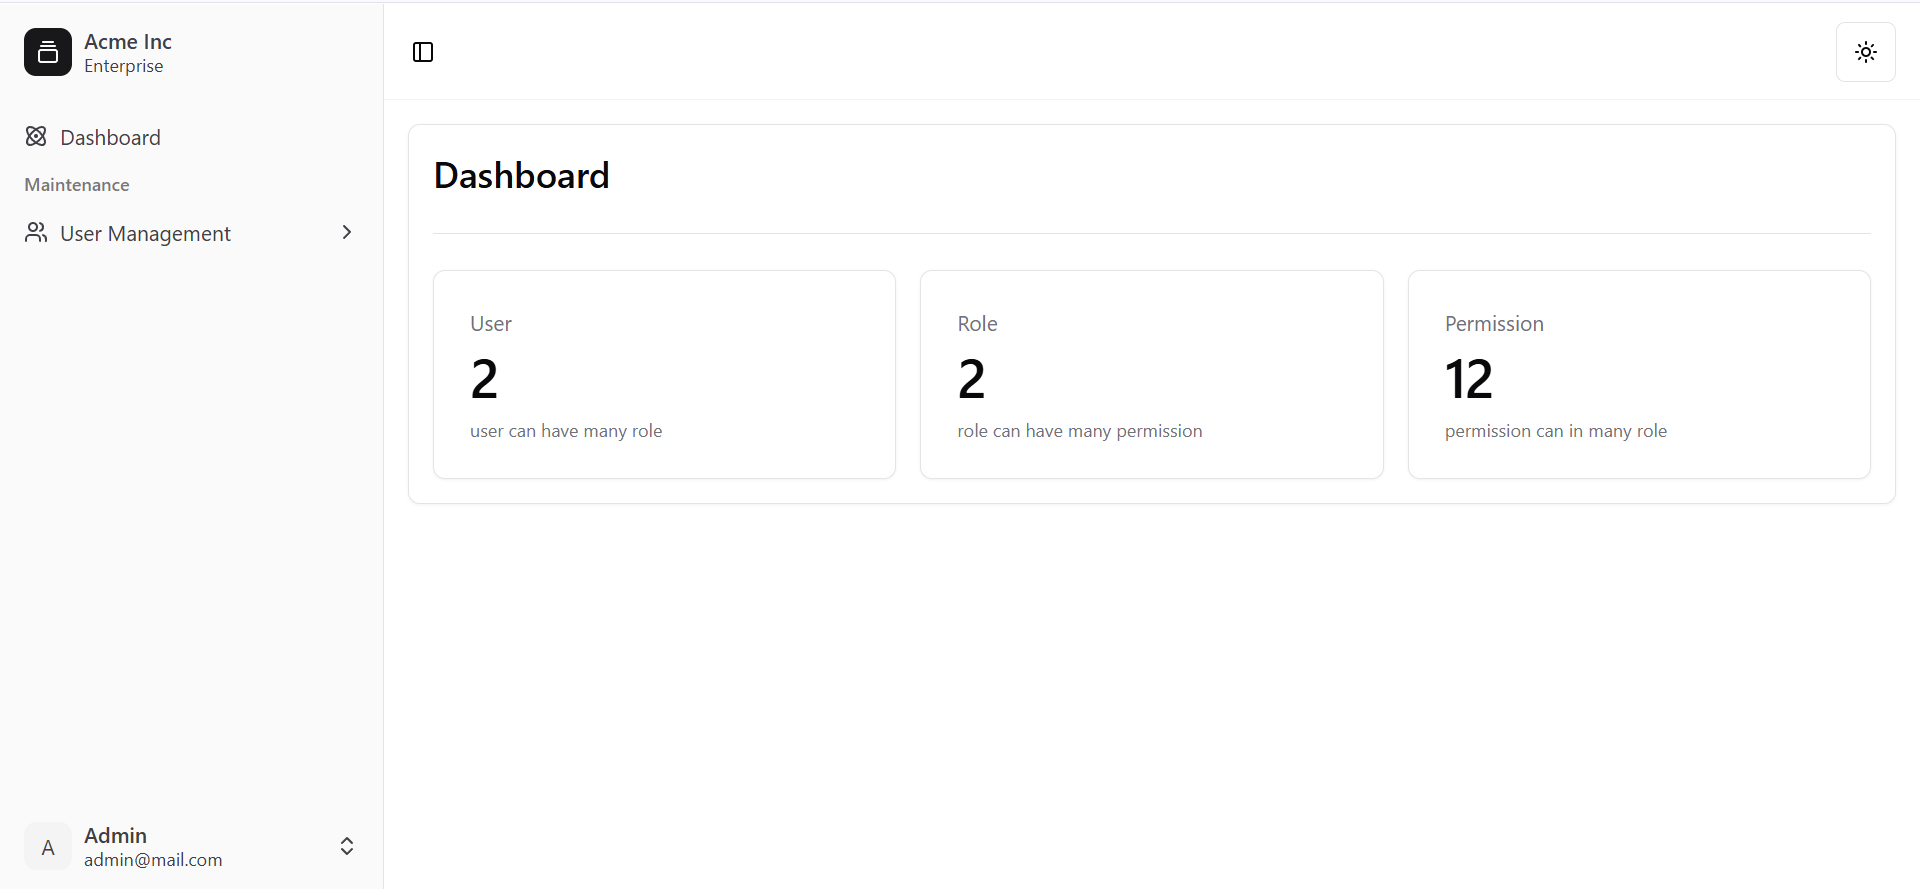 Acme Inc
Enterprise
Dashboard
Maintenance
User Management
A
Admin
admin@mail.com
Dashboard
User
2
user can have many role
Role
2
role can have many permission
Permission
12
permission can in many role